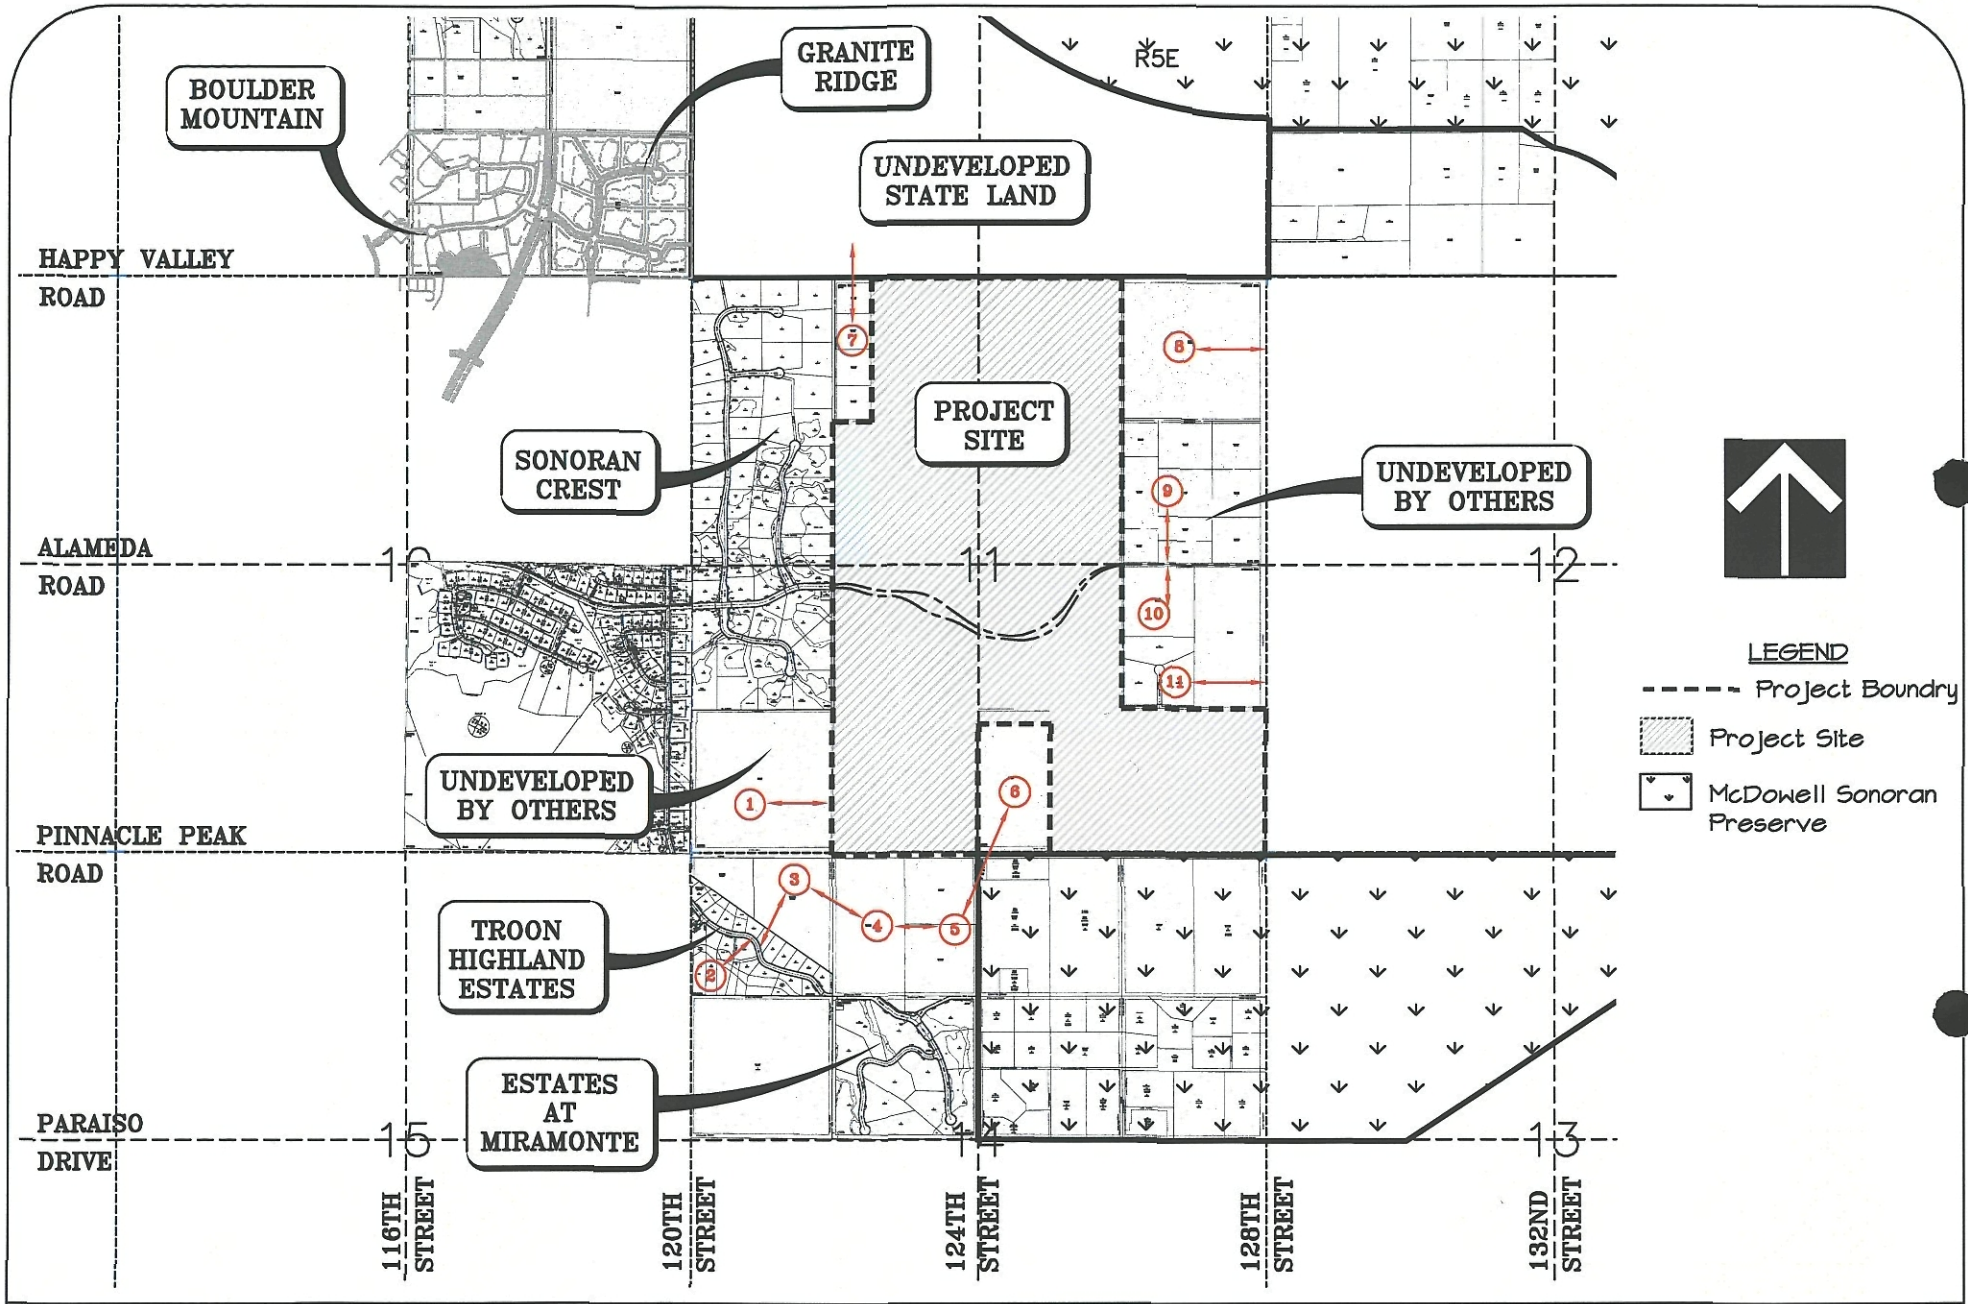 GRANITE
RIDGE
R5E
BOULDER
MOUNTAIN
UNDEVELOPED
STATE LAND
HAPPY VALLEY
ROAD
7
8
PROJECT
SITE
SONORAN
CREST
UNDEVELOPED
BY OTHERS
9
ALAMEDA
ROAD
10
11
12
10
11
LEGEND
Project Boundry
Project Site
McDowell Sonoran
Preserve
UNDEVELOPED
BY OTHERS
1
6
PINNACLE PEAK
ROAD
3
4
5
2
TROON
HIGHLAND
ESTATES
ESTATES
AT
MIRAMONTE
PARAISO
DRIVE
15
14
13
116TH
STREET
120TH
STREET
124TH
STREET
128TH
STREET
132ND
STREET